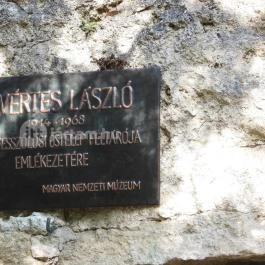 VÉRTES LÁSZLÓ
1914-1968
ŐSTELEP FELTÁRÓJA
EMLÉKEZETÉRE
MAGYAR NEMZETI MÚZEUM